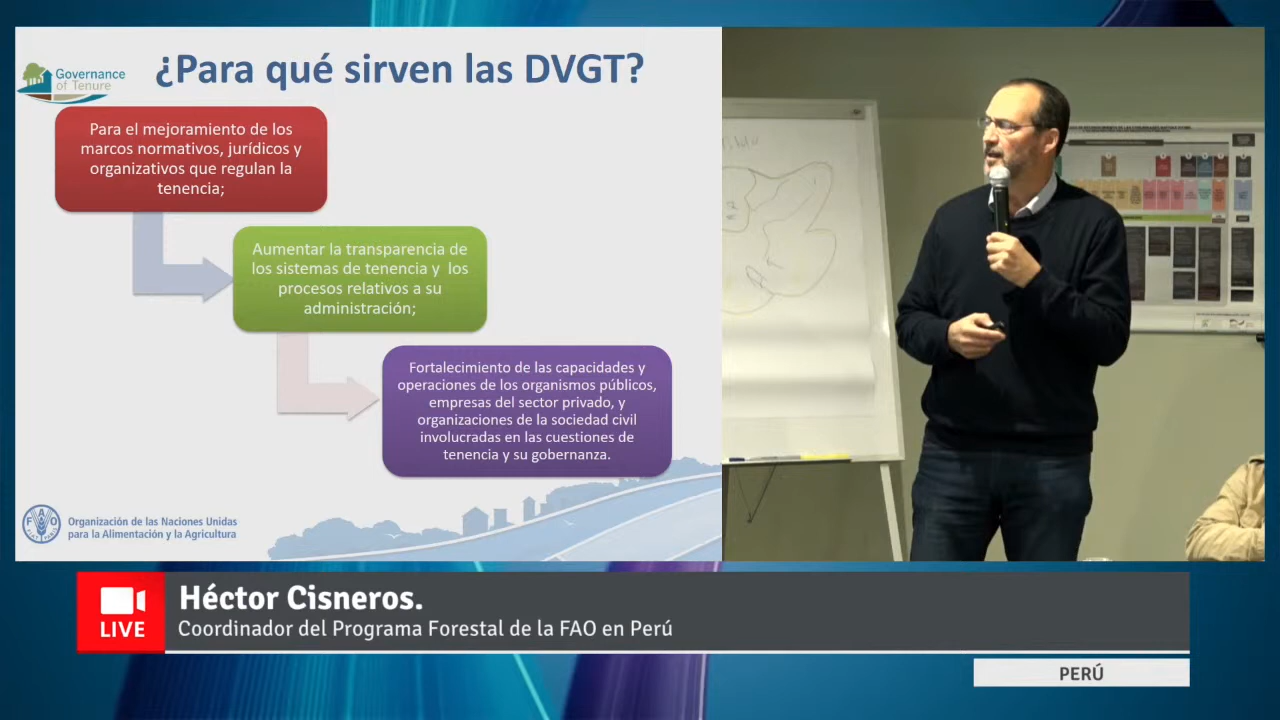 Governance
of Tenure
¿Para qué sirven las DVGT?
Para el mejoramiento de los
marcos normativos, jurídicos y
organizativos que regulan la
tenencia;
Aumentar la transparencia de
los sistemas de tenencia y los
procesos relativos a su
administración;
Fortalecimiento de las capacidades y
operaciones de los organismos públicos,
empresas del sector privado, y
organizaciones de la sociedad civil
involucradas en las cuestiones de
tenencia y su gobernanza.
FAO
FIAT PANIS
Organización de las Naciones Unidas
para la Alimentación y la Agricultura
LIVE
Héctor Cisneros.
Coordinador del Programa Forestal de la FAO en Perú
PERÚ